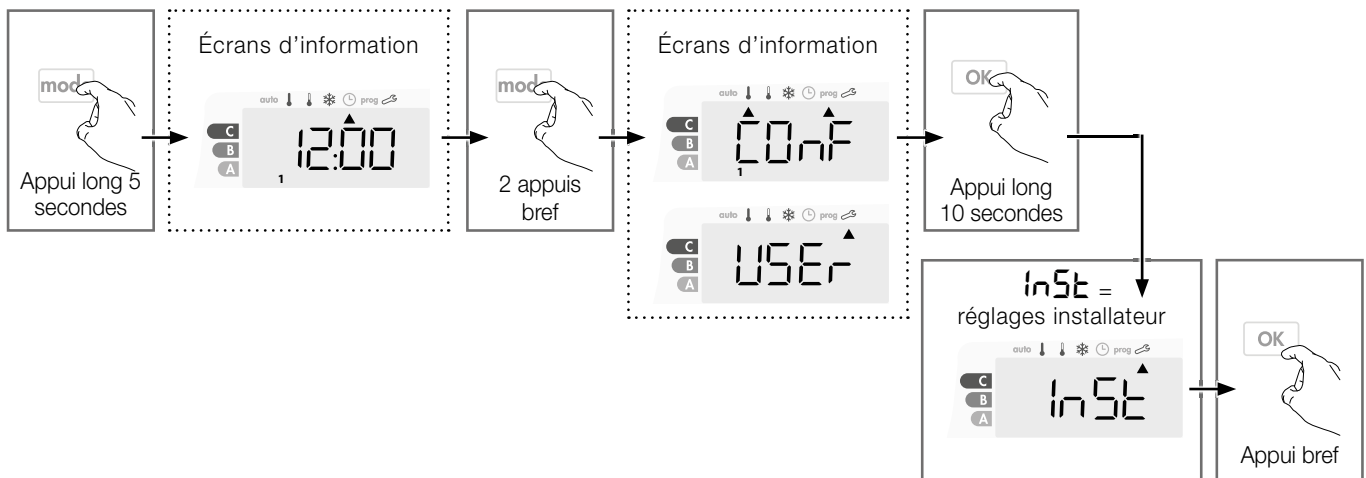 mod
Appui long 5
secondes
Écrans d'information
auto prog
C
B
A
12:00
1
mod
2 appuis
bref
Écrans d'information
auto prog
C
B
A
COnF
1
auto prog
C
B
A
USEr
OK
Appui long
10 secondes
InSt =
réglages installateur
auto prog
C
B
A
InSt
OK
Appui bref